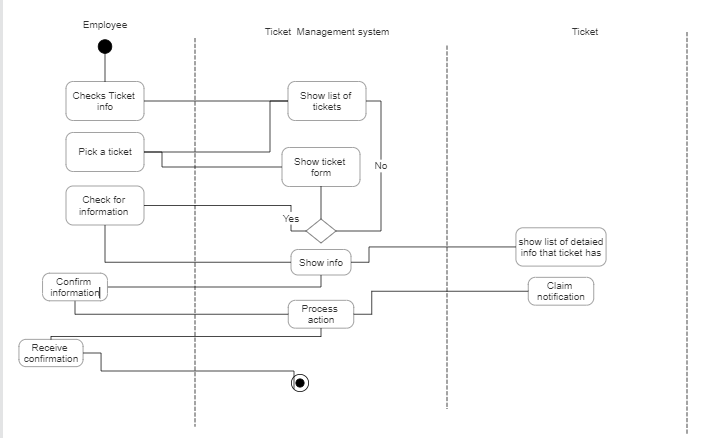 Employee
Ticket Management system
Ticket
Checks Ticket
info
Show list of
tickets
Pick a ticket
Show ticket
form
No
Check for
information
Yes
show list of detaied
info that ticket has
Show info
Confirm
information
Claim
notification
Process
action
Receive
confirmation